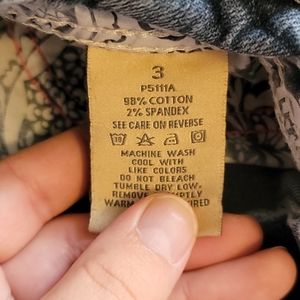 3
P5111A
98% COTTON
2% SPANDEX
SEE CARE ON REVERSE
MACHINE WASH
COOL WITH
LIKE COLORS
DO NOT BLEACH
TUMBLE DRY LOW,
REMOVE
WARM